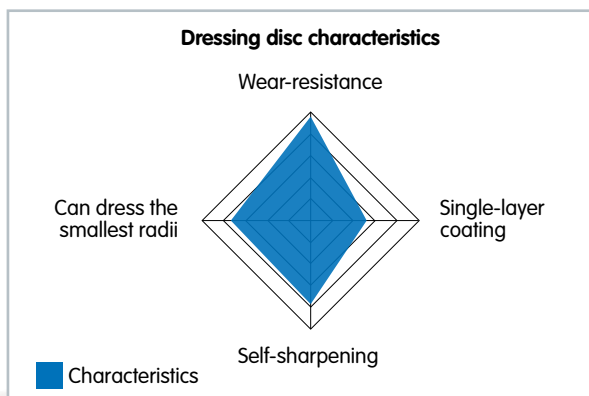 Dressing disc characteristics
Wear-resistance
Can dress the
smallest radii
Single-layer
coating
Self-sharpening
Characteristics